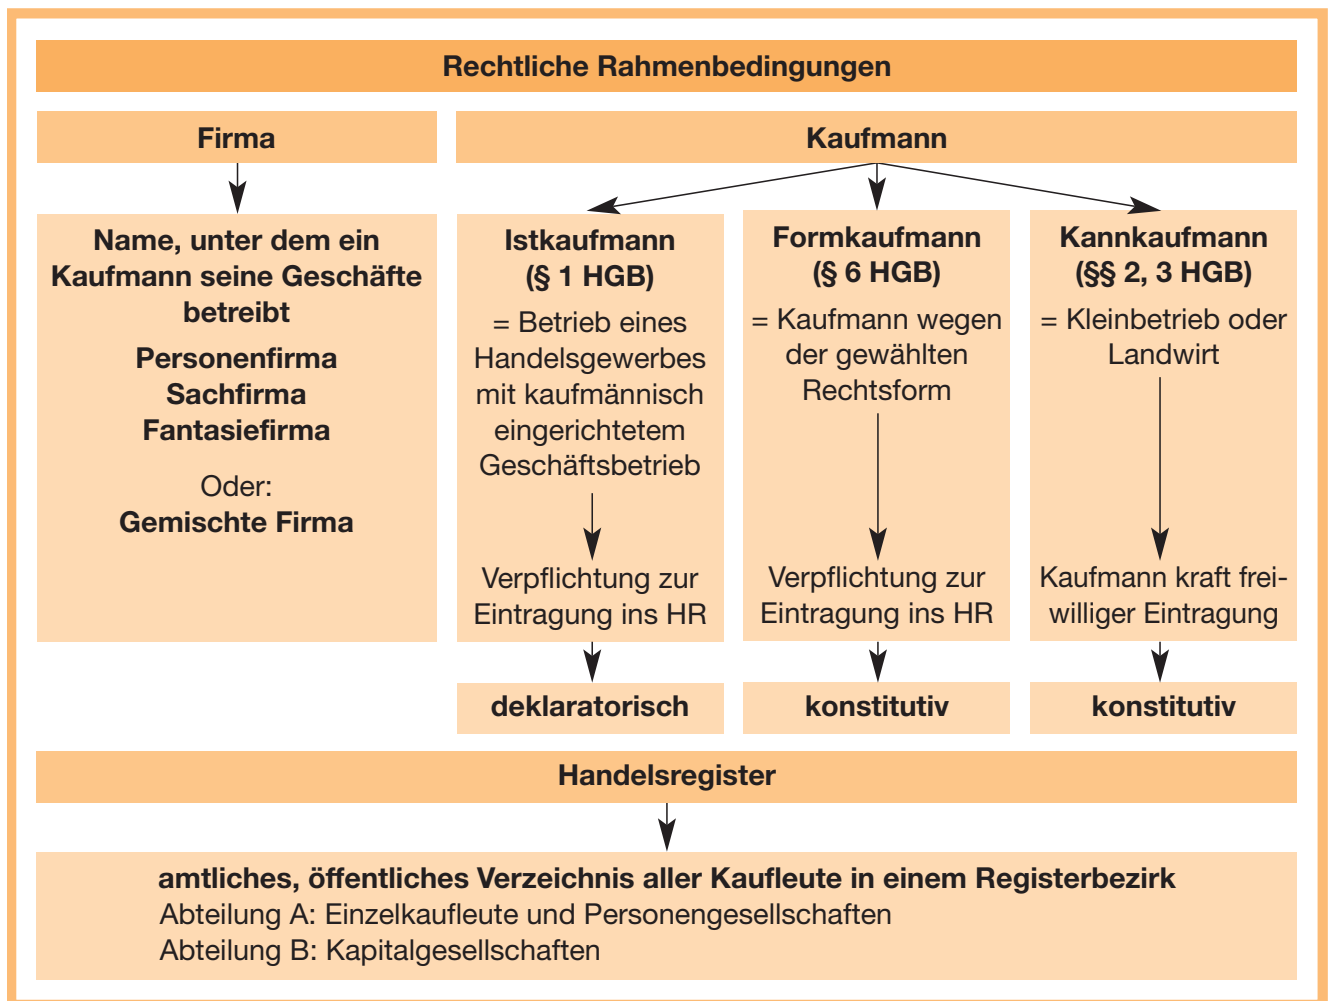 Rechtliche Rahmenbedingungen
Firma
Name, unter dem ein
Kaufmann seine Geschäfte
betreibt
Personenfirma
Sachfirma
Fantasiefirma
Oder:
Gemischte Firma
Kaufmann
Istkaufmann
(§ 1 HGB)
= Betrieb eines
Handelsgewerbes
mit kaufmännisch
eingerichtetem
Geschäftsbetrieb
Verpflichtung zur
Eintragung ins HR
deklaratorisch
Formkaufmann
(§ 6 HGB)
= Kaufmann wegen
der gewählten
Rechtsform
Verpflichtung zur
Eintragung ins HR
konstitutiv
Kannkaufmann
(§§ 2, 3 HGB)
= Kleinbetrieb oder
Landwirt
Kaufmann kraft frei-
williger Eintragung
konstitutiv
Handelsregister
amtliches, öffentliches Verzeichnis aller Kaufleute in einem Registerbezirk
Abteilung A: Einzelkaufleute und Personengesellschaften
Abteilung B: Kapitalgesellschaften